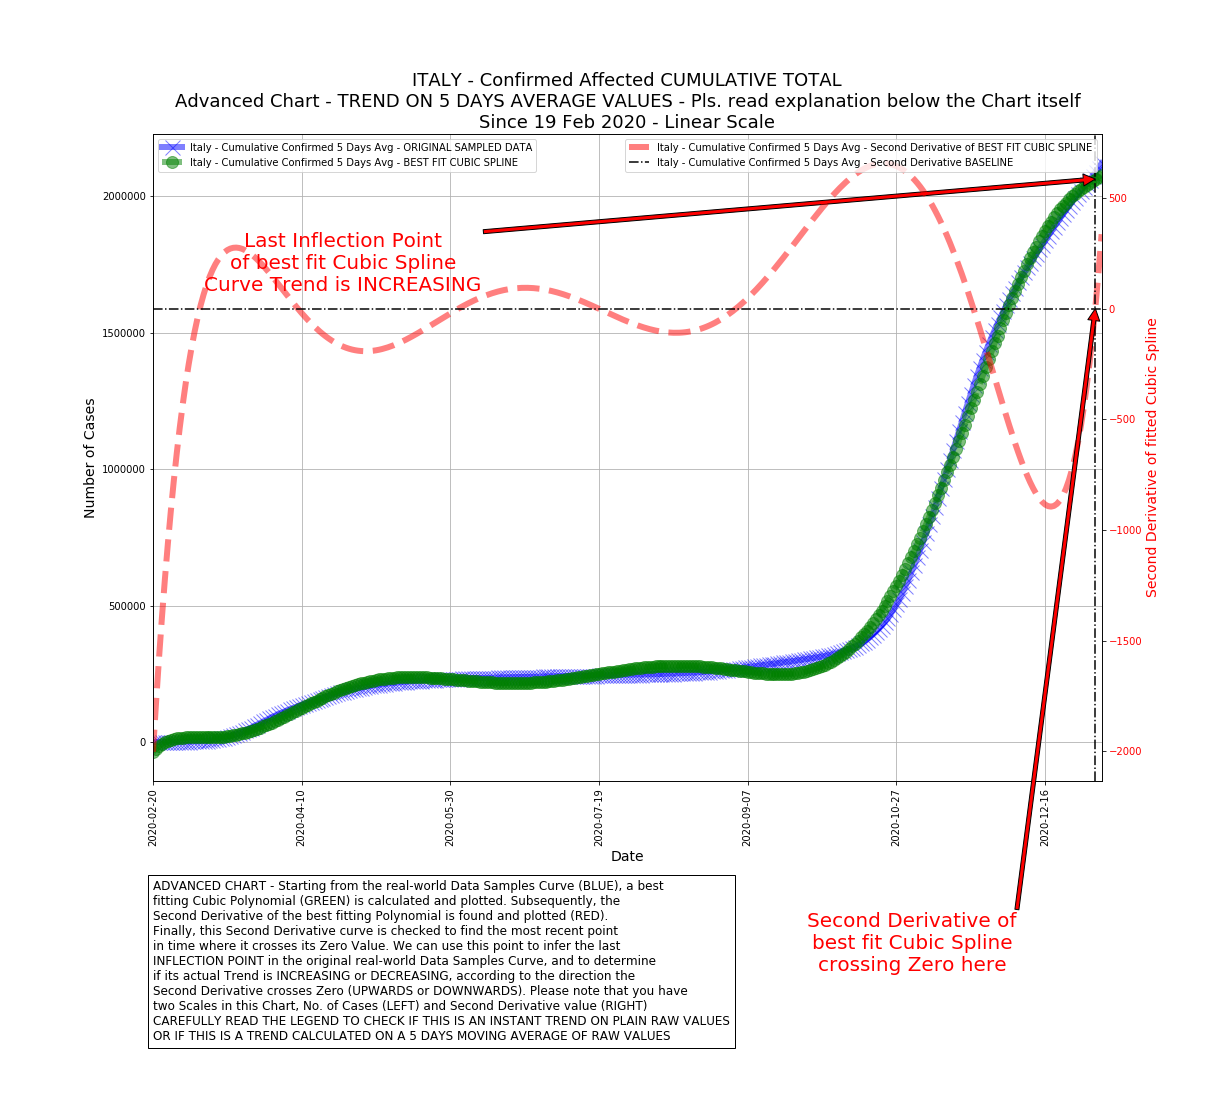 ITALY - Confirmed Affected CUMULATIVE TOTAL
Advanced Chart - TREND ON 5 DAYS AVERAGE VALUES - Pls. read explanation below the Chart itself
Since 19 Feb 2020 - Linear Scale
Italy - Cumulative Confirmed 5 Days Avg - ORIGINAL SAMPLED DATA
Italy - Cumulative Confirmed 5 Days Avg - BEST FIT CUBIC SPLINE
Italy - Cumulative Confirmed 5 Days Avg - Second Derivative of BEST FIT CUBIC SPLINE
Italy - Cumulative Confirmed 5 Days Avg - Second Derivative BASELINE
Last Inflection Point
of best fit Cubic Spline
Curve Trend is INCREASING
Number of Cases
2000000
1500000
1000000
500000
0
500
0
−500
−1000
−1500
−2000
Second Derivative of fitted Cubic Spline
2020-02-20
2020-04-10
2020-05-30
2020-07-19
2020-09-07
2020-10-27
2020-12-16
Date
Second Derivative of
best fit Cubic Spline
crossing Zero here
ADVANCED CHART - Starting from the real-world Data Samples Curve (BLUE), a best
fitting Cubic Polynomial (GREEN) is calculated and plotted. Subsequently, the
Second Derivative of the best fitting Polynomial is found and plotted (RED).
Finally, this Second Derivative curve is checked to find the most recent point
in time where it crosses its Zero Value. We can use this point to infer the last
INFLECTION POINT in the original real-world Data Samples Curve, and to determine
if its actual Trend is INCREASING or DECREASING, according to the direction the
Second Derivative crosses Zero (UPWARDS or DOWNWARDS). Please note that you have
two Scales in this Chart, No. of Cases (LEFT) and Second Derivative value (RIGHT)
CAREFULLY READ THE LEGEND TO CHECK IF THIS IS AN INSTANT TREND ON PLAIN RAW VALUES
OR IF THIS IS A TREND CALCULATED ON A 5 DAYS MOVING AVERAGE OF RAW VALUES